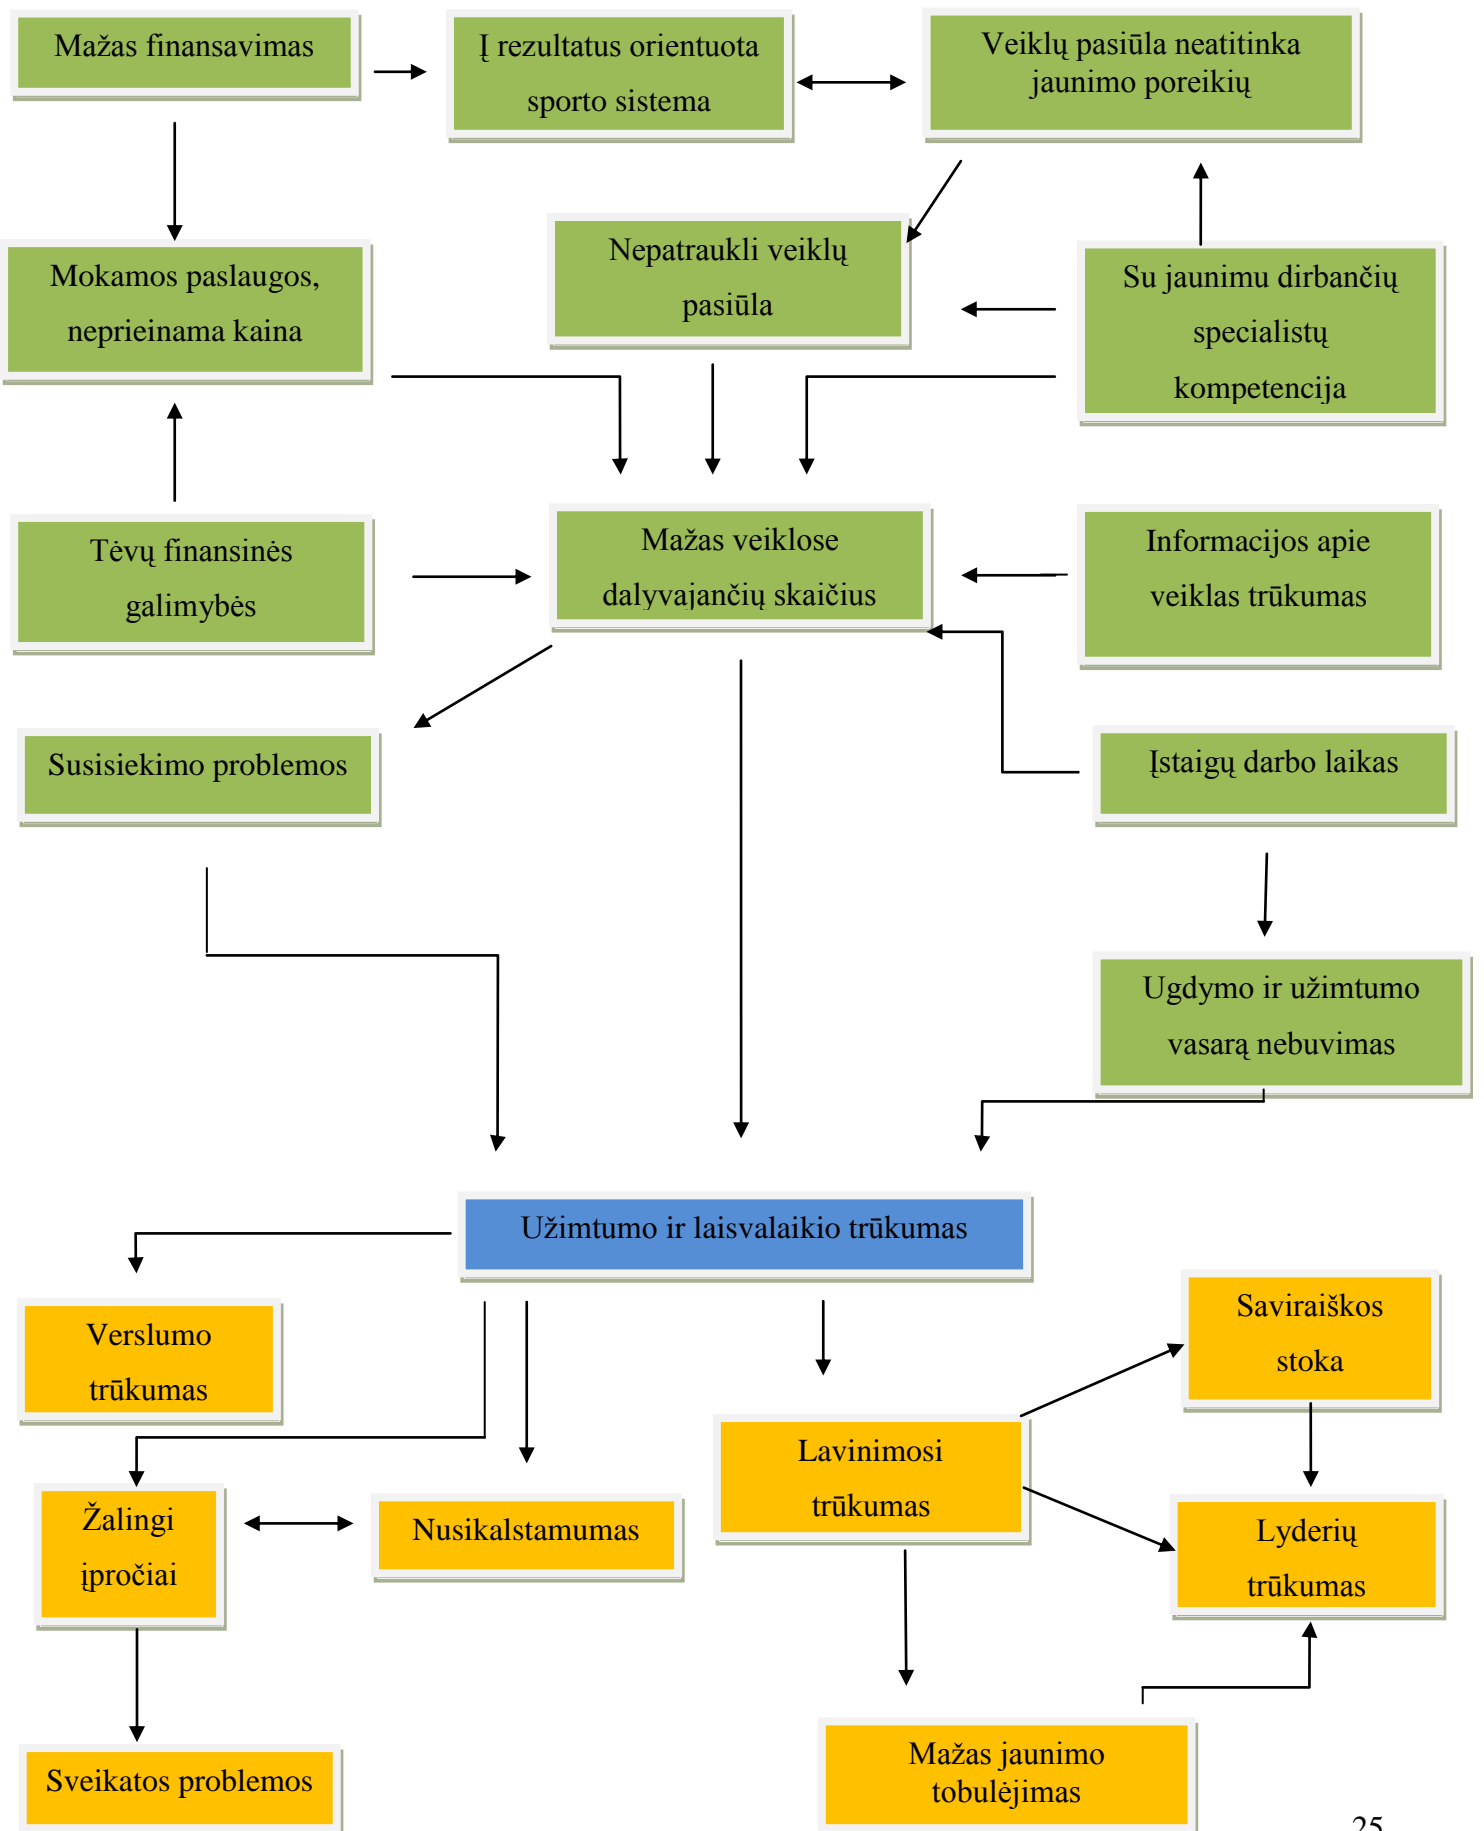 Mažas finansavimas
Į rezultatus orientuota
sporto sistema
Veiklų pasiūla neatitinka
jaunimo poreikių
Mokamos paslaugos,
neprieinama kaina
Nepatraukli veiklų
pasiūla
Su jaunimu dirbančių
specialistų
kompetencija
Tėvų finansinės
galimybės
Mažas veiklose
dalyvajančių skaičius
Informacijos apie
veiklas trūkumas
Susisiekimo problemos
Įstaigų darbo laikas
Ugdymo ir užimtumo
vasarą nebuvimas
Užimtumo ir laisvalaikio trūkumas
Verslumo
trūkumas
Saviraiškos
stoka
Lavinimosi
trūkumas
Žalingi
įpročiai
Nusikalstamumas
Lyderių
trūkumas
Sveikatos problemos
Mažas jaunimo
tobulėjimas
25